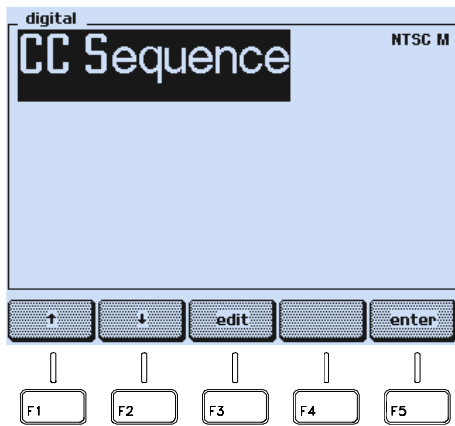 digital
NTSC M
CC Sequence
↑ ↓ edit enter
F1 F2 F3 F4 F5